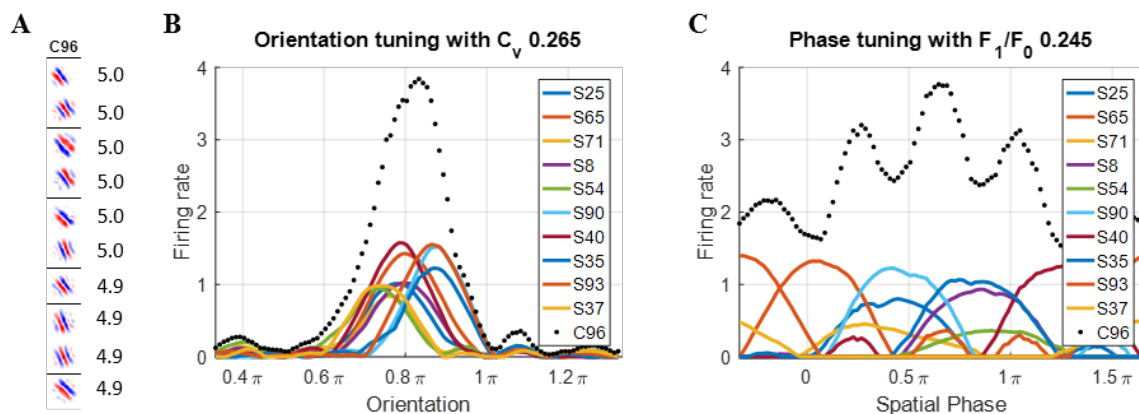 A
C96
5.0
5.0
5.0
5.0
5.0
5.0
4.9
4.9
4.9
4.9
B
Orientation tuning with C_v 0.265
Firing rate
4
3
2
1
0
0.4 π 0.6 π 0.8 π 1 π 1.2 π
Orientation
S25
S65
S71
S8
S54
S90
S40
S35
S93
S37
C96
C
Phase tuning with F_1/F_0 0.245
Firing rate
4
3
2
1
0
0 0.5 π 1 π 1.5 π
Spatial Phase
S25
S65
S71
S8
S54
S90
S40
S35
S93
S37
C96